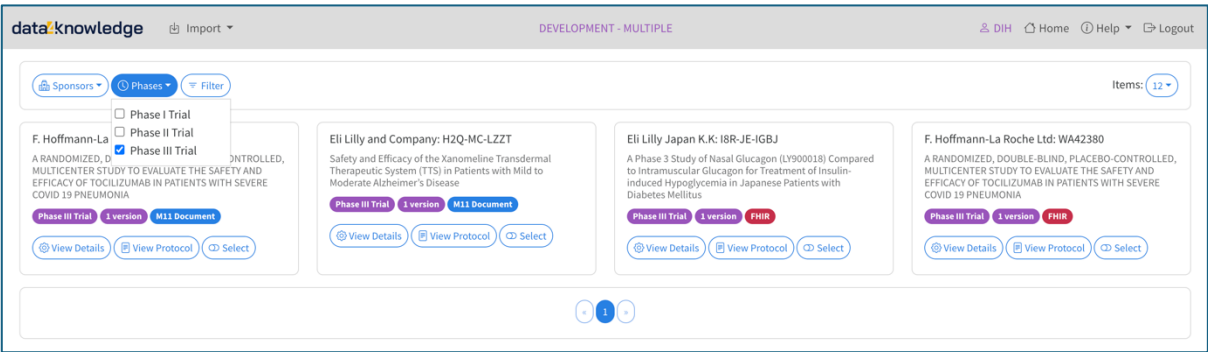 data4knowledge Import DEVELOPMENT - MULTIPLE DIH Home Help Logout
Sponsors Phases Filter Items: 12
Phase I Trial
Phase II Trial
Phase III Trial
F. Hoffmann-La
A RANDOMIZED, D ONTROLLED,
MULTICENTER STUDY TO EVALUATE THE SAFETY AND
EFFICACY OF TOCILIZUMAB IN PATIENTS WITH SEVERE
COVID 19 PNEUMONIA
Phase III Trial 1 version M11 Document
View Details View Protocol Select
Eli Lilly and Company: H2Q-MC-LZZT
Safety and Efficacy of the Xanomeline Transdermal
Therapeutic System (TTS) in Patients with Mild to
Moderate Alzheimer's Disease
Phase III Trial 1 version M11 Document
View Details View Protocol Select
Eli Lilly Japan K.K: I8R-JE-IGBJ
A Phase 3 Study of Nasal Glucagon (LY900018) Compared
to Intramuscular Glucagon for Treatment of Insulin-
induced Hypoglycemia in Japanese Patients with
Diabetes Mellitus
Phase III Trial 1 version FHIR
View Details View Protocol Select
F. Hoffmann-La Roche Ltd: WA42380
A RANDOMIZED, DOUBLE-BLIND, PLACEBO-CONTROLLED,
MULTICENTER STUDY TO EVALUATE THE SAFETY AND
EFFICACY OF TOCILIZUMAB IN PATIENTS WITH SEVERE
COVID 19 PNEUMONIA
Phase III Trial 1 version FHIR
View Details View Protocol Select
« 1 »